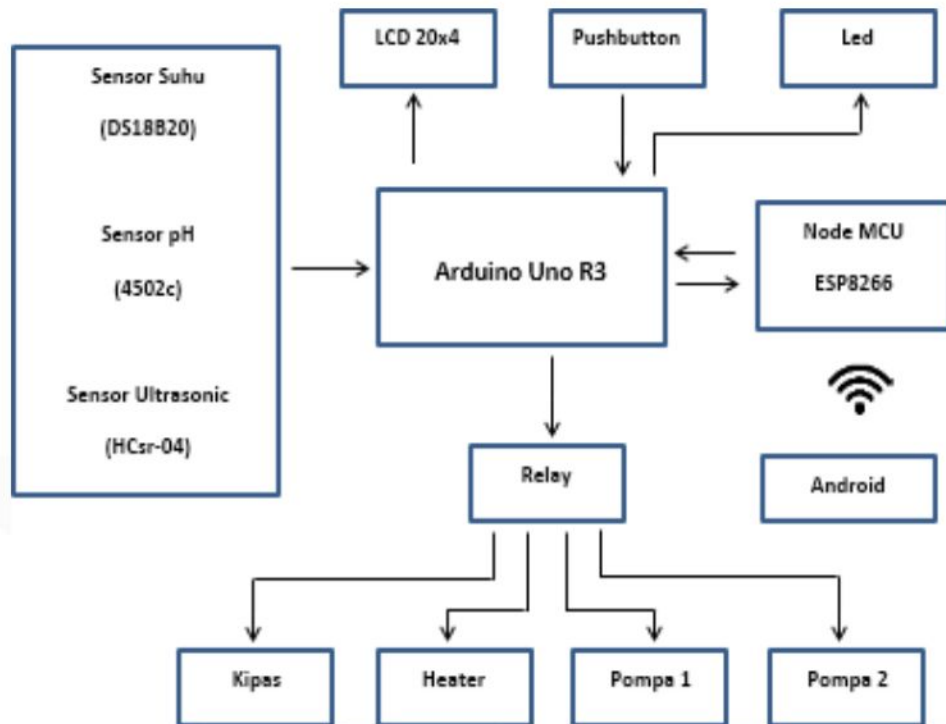 LCD 20x4
Pushbutton
Led
Sensor Suhu
(DS18B20)
Sensor pH
(4502c)
Sensor Ultrasonic
(HCsr-04)
Arduino Uno R3
Node MCU
ESP8266
Relay
Android
Kipas
Heater
Pompa 1
Pompa 2